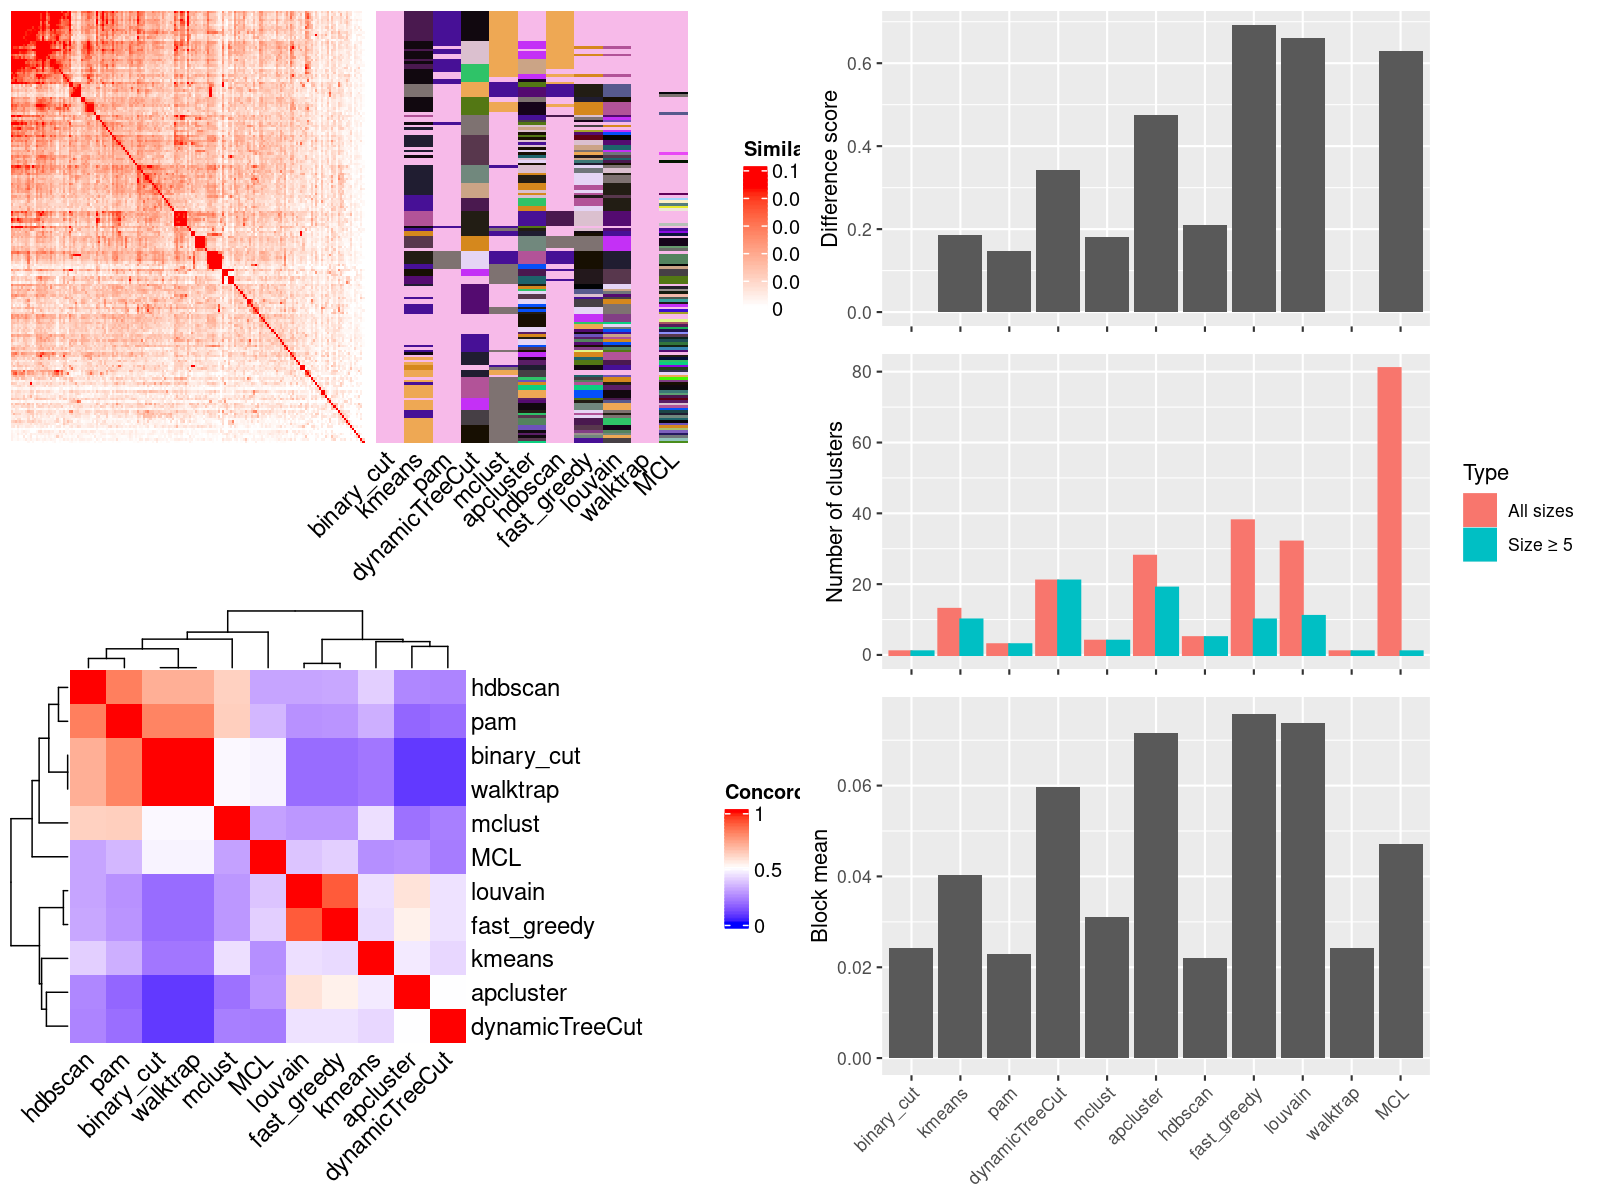 Simila
0.1
0.0
0.0
0.0
0.0
0
binary_cut
kmeans
pam
dynamicTreeCut
mclust
apcluster
hdbscan
fast_greedy
louvain
walktrap
MCL
hdbscan
pam
binary_cut
walktrap
mclust
MCL
louvain
fast_greedy
kmeans
apcluster
dynamicTreeCut
hdbscan
pam
binary_cut
walktrap
mclust
MCL
louvain
fast_greedy
kmeans
apcluster
dynamicTreeCut
Concord
1
0.5
0
Difference score
0.6
0.4
0.2
0.0
Number of clusters
80
60
40
20
0
Type
All sizes
Size ≥ 5
Block mean
0.06
0.04
0.02
0.00
binary_cut
kmeans
pam
dynamicTreeCut
mclust
apcluster
hdbscan
fast_greedy
louvain
walktrap
MCL